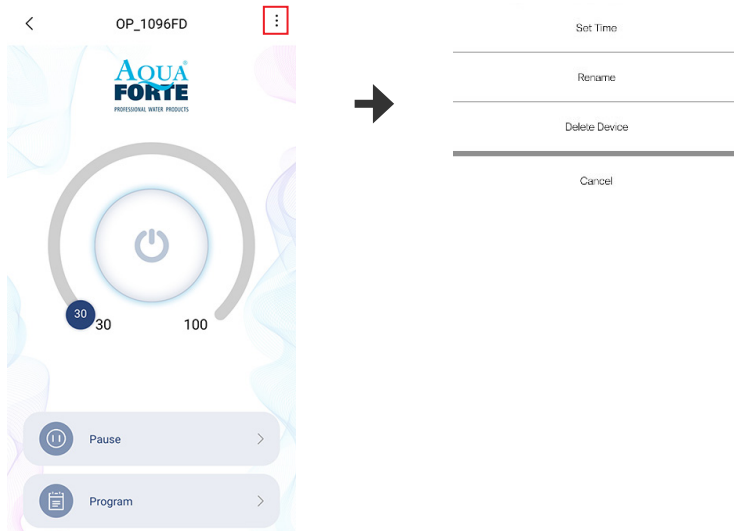 OP_1096FD
AQUA
FORTE
PROFESSIONAL WATER PRODUCTS
30
30
100
Pause
Program
Set Time
Rename
Delete Device
Cancel